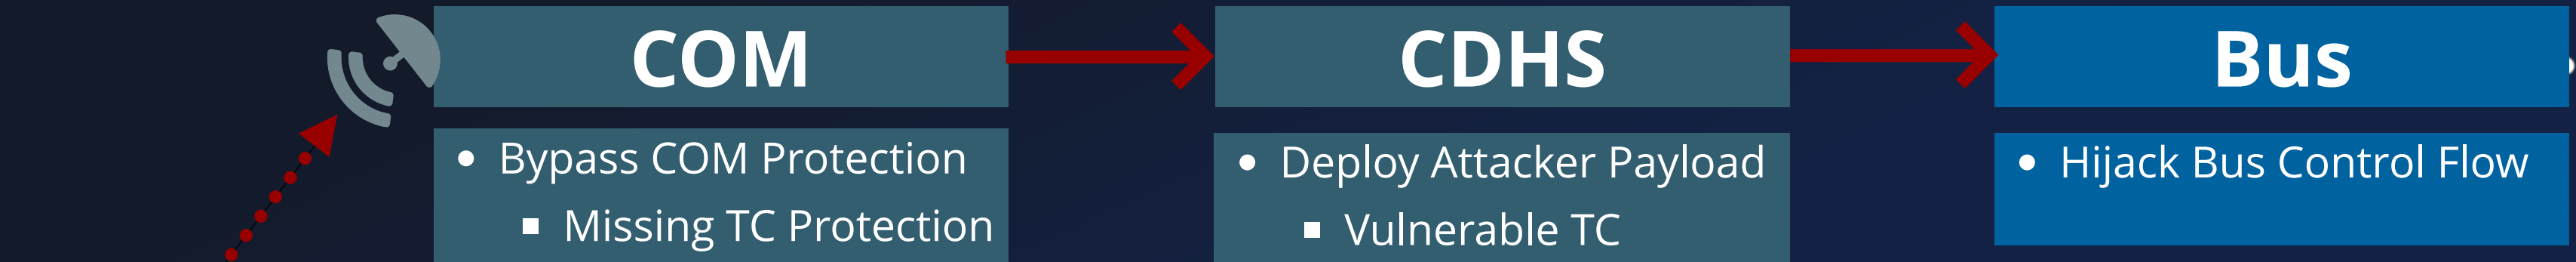 COM
CDHS
Bus
• Bypass COM Protection
▪ Missing TC Protection
• Deploy Attacker Payload
▪ Vulnerable TC
• Hijack Bus Control Flow